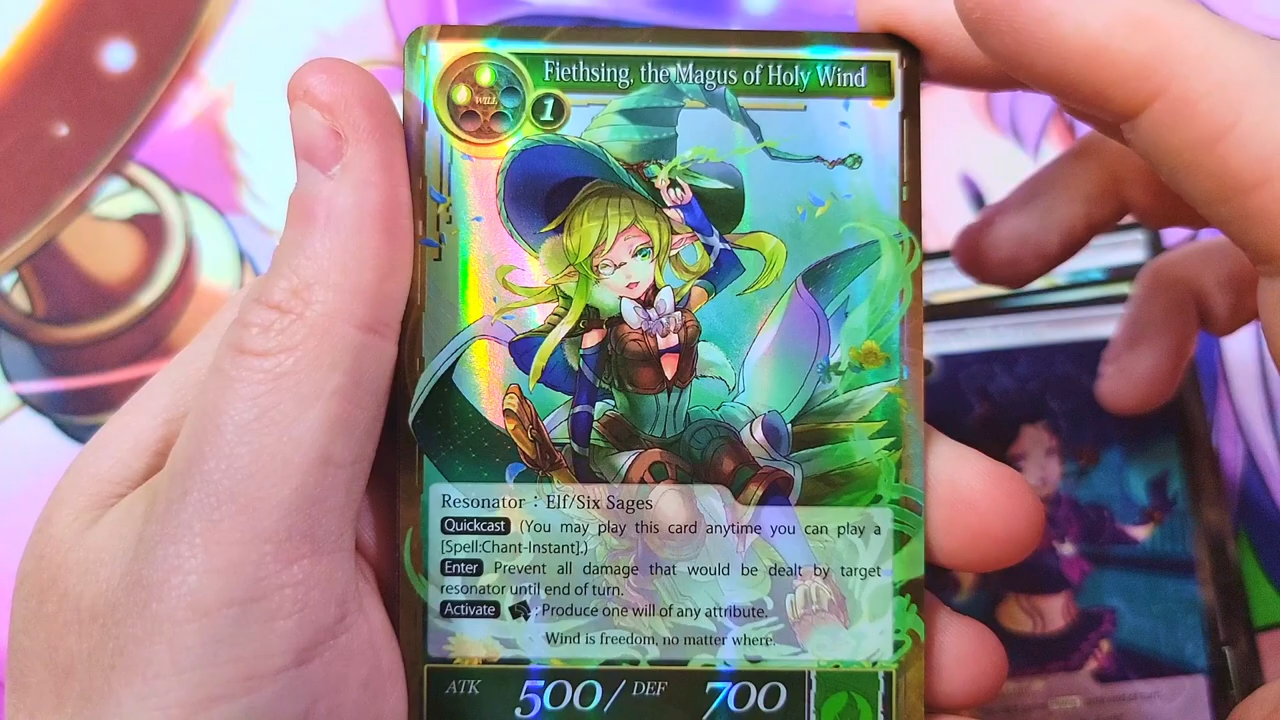 Fiethsing, the Magus of Holy Wind
WILL
1
Resonator : Elf/Six Sages
Quickcast (You may play this card anytime you can play a
[Spell:Chant-Instant].)
Enter Prevent all damage that would be dealt by target
resonator until end of turn.
Activate : Produce one will of any attribute.
Wind is freedom, no matter where.
ATK 500/ DEF 700